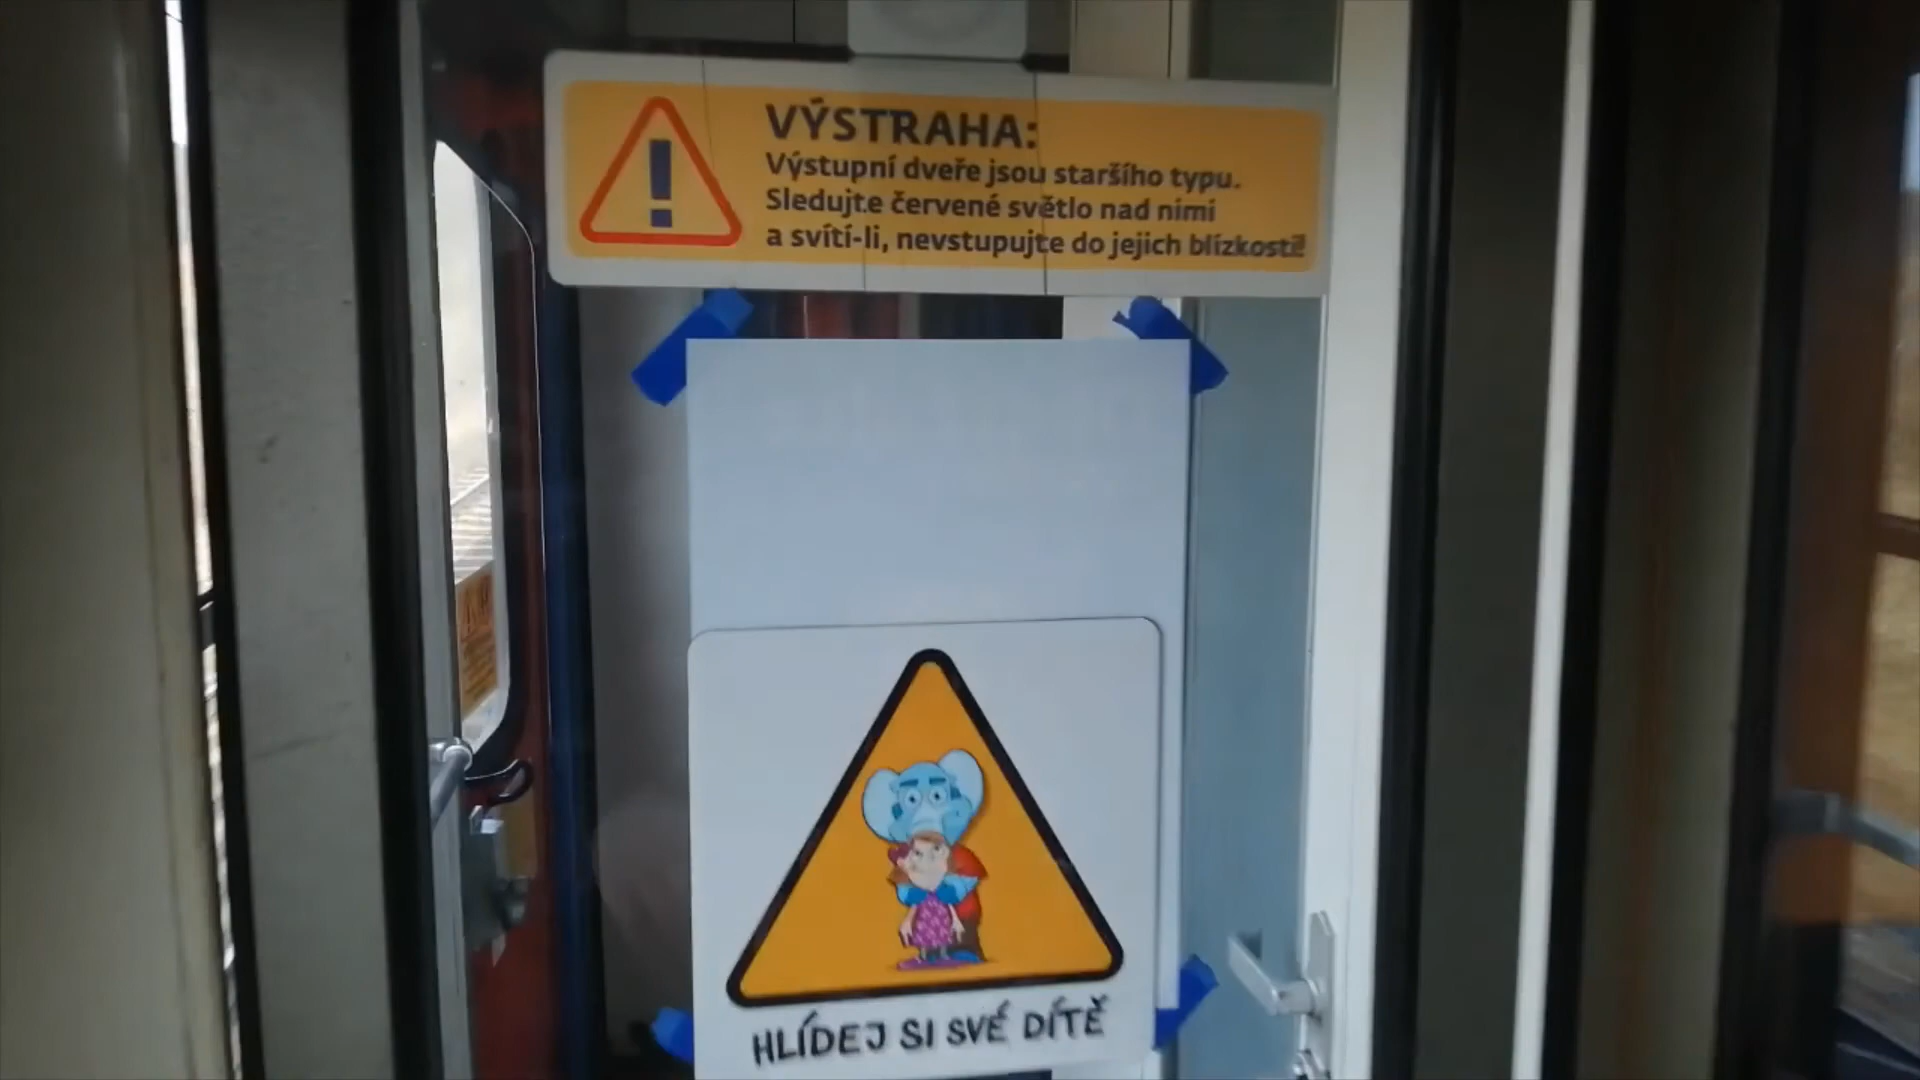 VÝSTRAHA:
Výstupní dveře jsou staršího typu.
Sledujte červené světlo nad nimi
a svítí-li, nevstupujte do jejich blízkosti!
HLÍDEJ SI SVÉ DÍTĚ